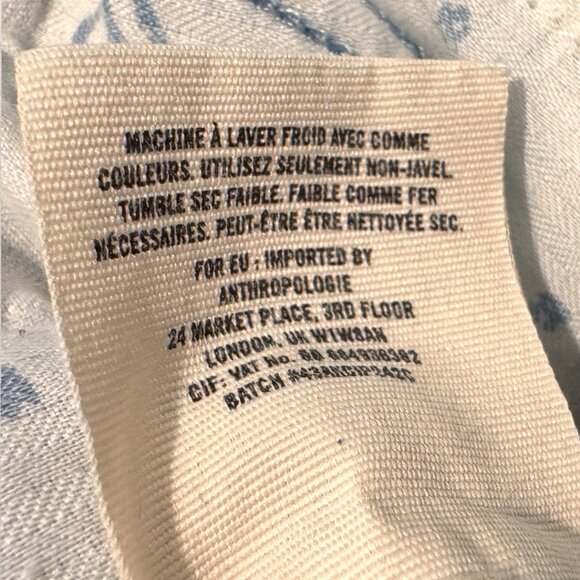 MACHINE À LAVER FROID AVEC COMME
COULEURS. UTILISEZ SEULEMENT NON-JAVEL.
TUMBLE SEC FAIBLE. FAIBLE COMME FER
NÉCESSAIRES. PEUT-ÊTRE ÊTRE NETTOYÉE SEC.
FOR EU : IMPORTED BY
ANTHROPOLOGIE
24 MARKET PLACE, 3RD FLOOR
LONDON, UK W1W8AN
CIF: VAT No.
BATCH